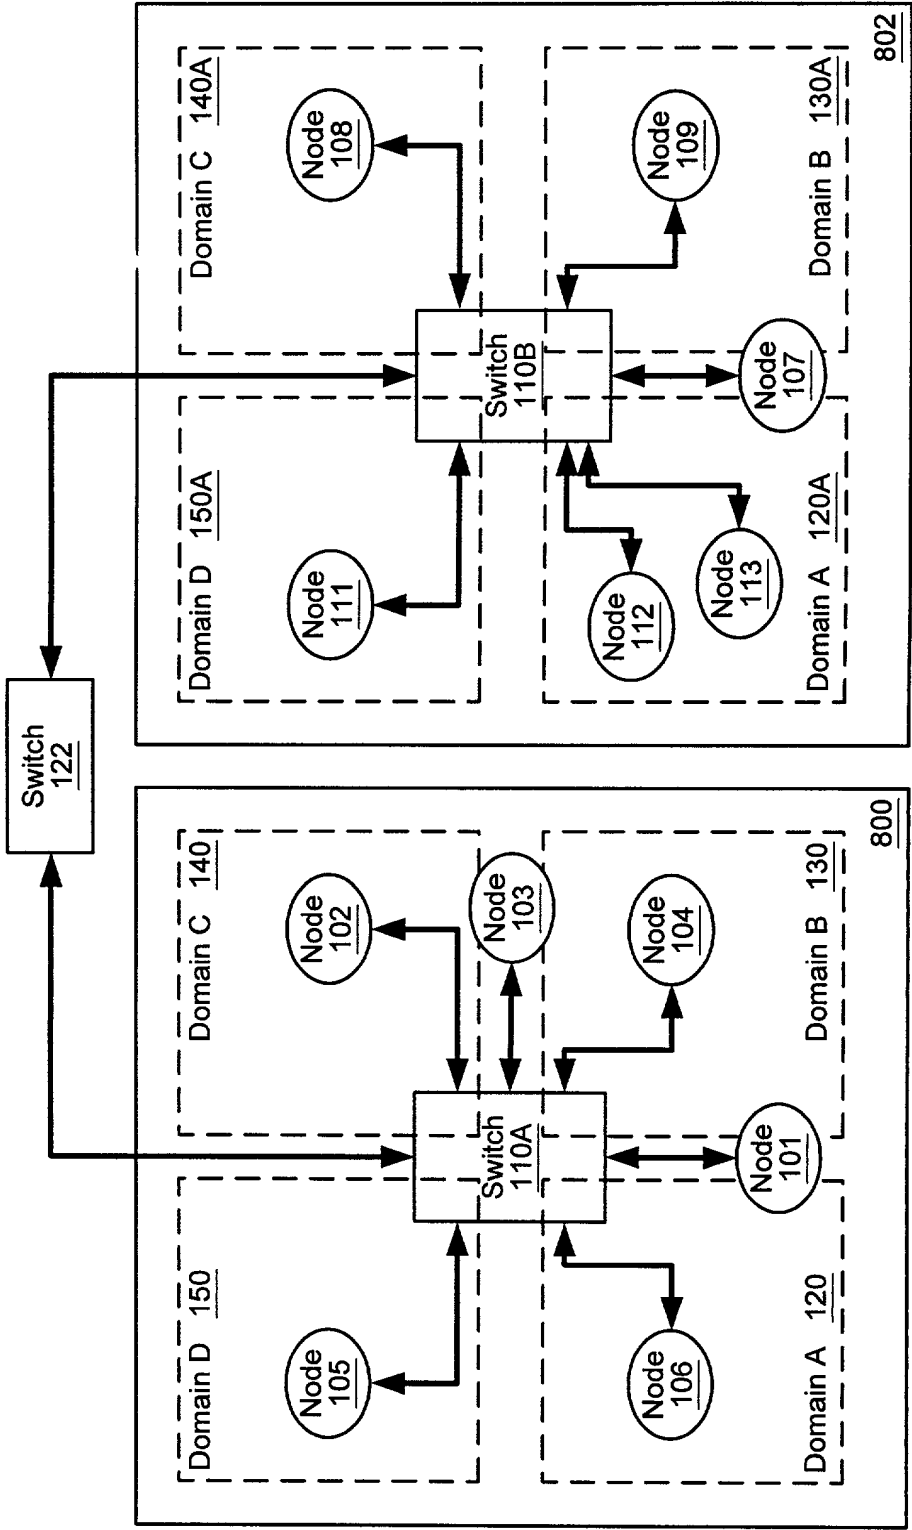 Switch
122
Domain D 150
Node
105
Domain C 140
Node
102
Switch
110A
Node
103
Node
106
Domain A 120
Node
101
Node
104
Domain B 130
800
Domain D 150A
Node
111
Domain C 140A
Node
108
Switch
110B
Node
112
Node
113
Domain A 120A
Node
107
Node
109
Domain B 130A
802